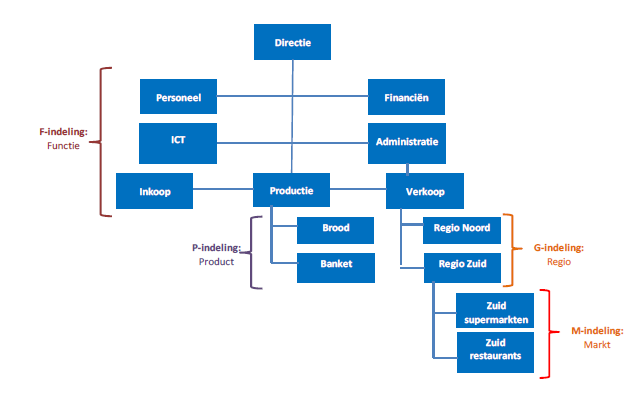 Directie
Personeel
Financiën
F-indeling:
Functie
ICT
Administratie
Inkoop
Productie
Verkoop
P-indeling:
Product
Brood
Banket
Regio Noord
Regio Zuid
G-indeling:
Regio
Zuid
supermarkten
Zuid
restaurants
M-indeling:
Markt